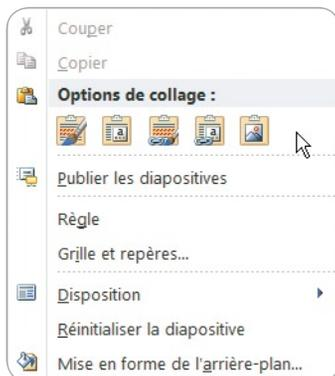 Couper
Copier
Options de collage :
Publier les diapositives
Règle
Grille et repères...
Disposition
Réinitialiser la diapositive
Mise en forme de l'arrière-plan...